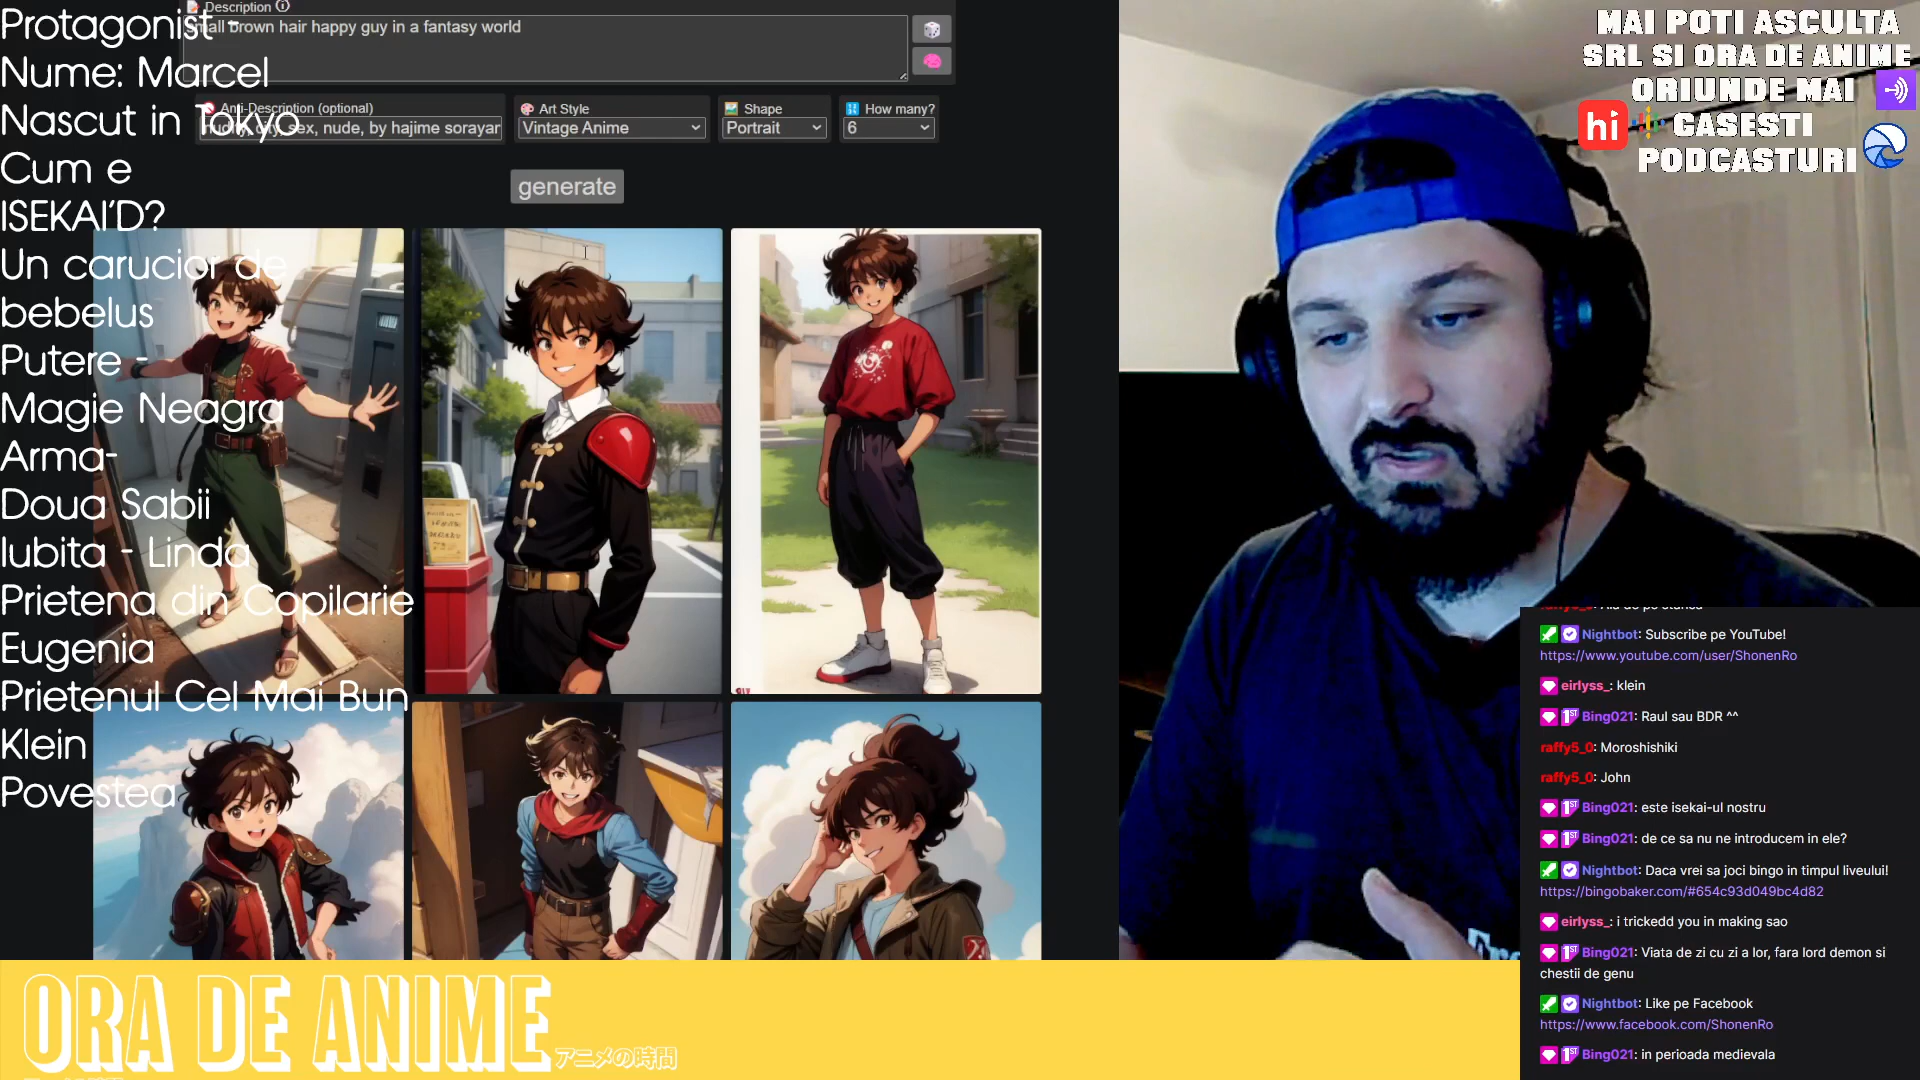 Protagonist -
Nume: Marcel
Nascut in Tokyo
Cum e
ISEKAI'D?
Un carucior de
bebelus
Putere -
Magie Neagra
Arma-
Doua Sabii
Iubita - Linda
Prietena din Copilarie
Eugenia
Prietenul Cel Mai Bun
Klein
Povestea
Description
small brown hair happy guy in a fantasy world
Anti-Description (optional)
sex, nude, by hajime sorayar
Art Style
Vintage Anime
Shape
Portrait
How many?
6
generate
MAI POTI ASCULTA
SRL SI ORA DE ANIME
ORIUNDE MAI
hi GASESTI
PODCASTURI
Nightbot: Subscribe pe YouTube!
https://www.youtube.com/user/ShonenRo
eirlyss_: klein
Bing021: Raul sau BDR ^^
raffy5_0: Moroshishiki
raffy5_0: John
Bing021: este isekai-ul nostru
Bing021: de ce sa nu ne introducem in ele?
Nightbot: Daca vrei sa joci bingo in timpul liveului!
https://bingobaker.com/#654c93d049bc4d82
eirlyss_: i trickedd you in making sao
Bing021: Viata de zi cu zi a lor, fara lord demon si
chestii de genu
Nightbot: Like pe Facebook
https://www.facebook.com/ShonenRo
Bing021: in perioada medievala
ORA DE ANIME
アニメの時間